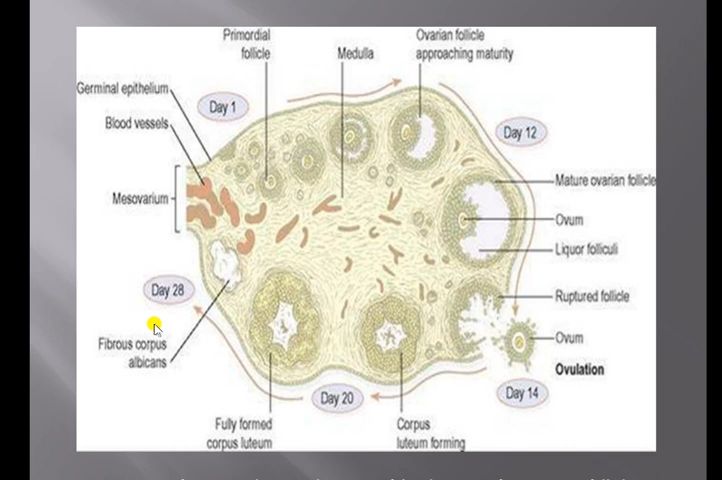 Primordial
follicle
Medulla
Ovarian follicle
approaching maturity
Germinal epithelium
Day 1
Blood vessels
Day 12
Mature ovarian follicle
Mesovarium
Ovum
Liquor folliculi
Day 28
Ruptured follicle
Fibrous corpus
albicans
Ovum
Ovulation
Day 20
Day 14
Fully formed
corpus luteum
Corpus
luteum forming